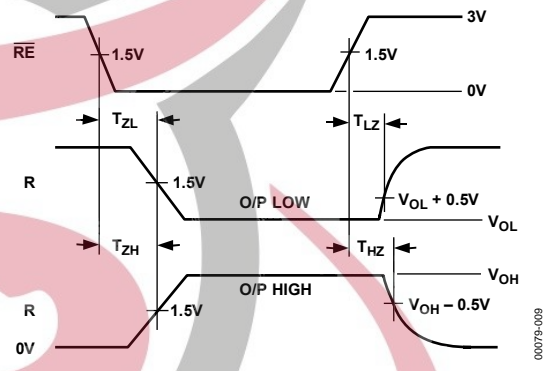 3V
RE
1.5V
1.5V
0V
TZL
TLZ
R
1.5V
O/P LOW
VOL + 0.5V
VOL
TZH
THZ
VOH
O/P HIGH
R
1.5V
VOH – 0.5V
0V
00079-009